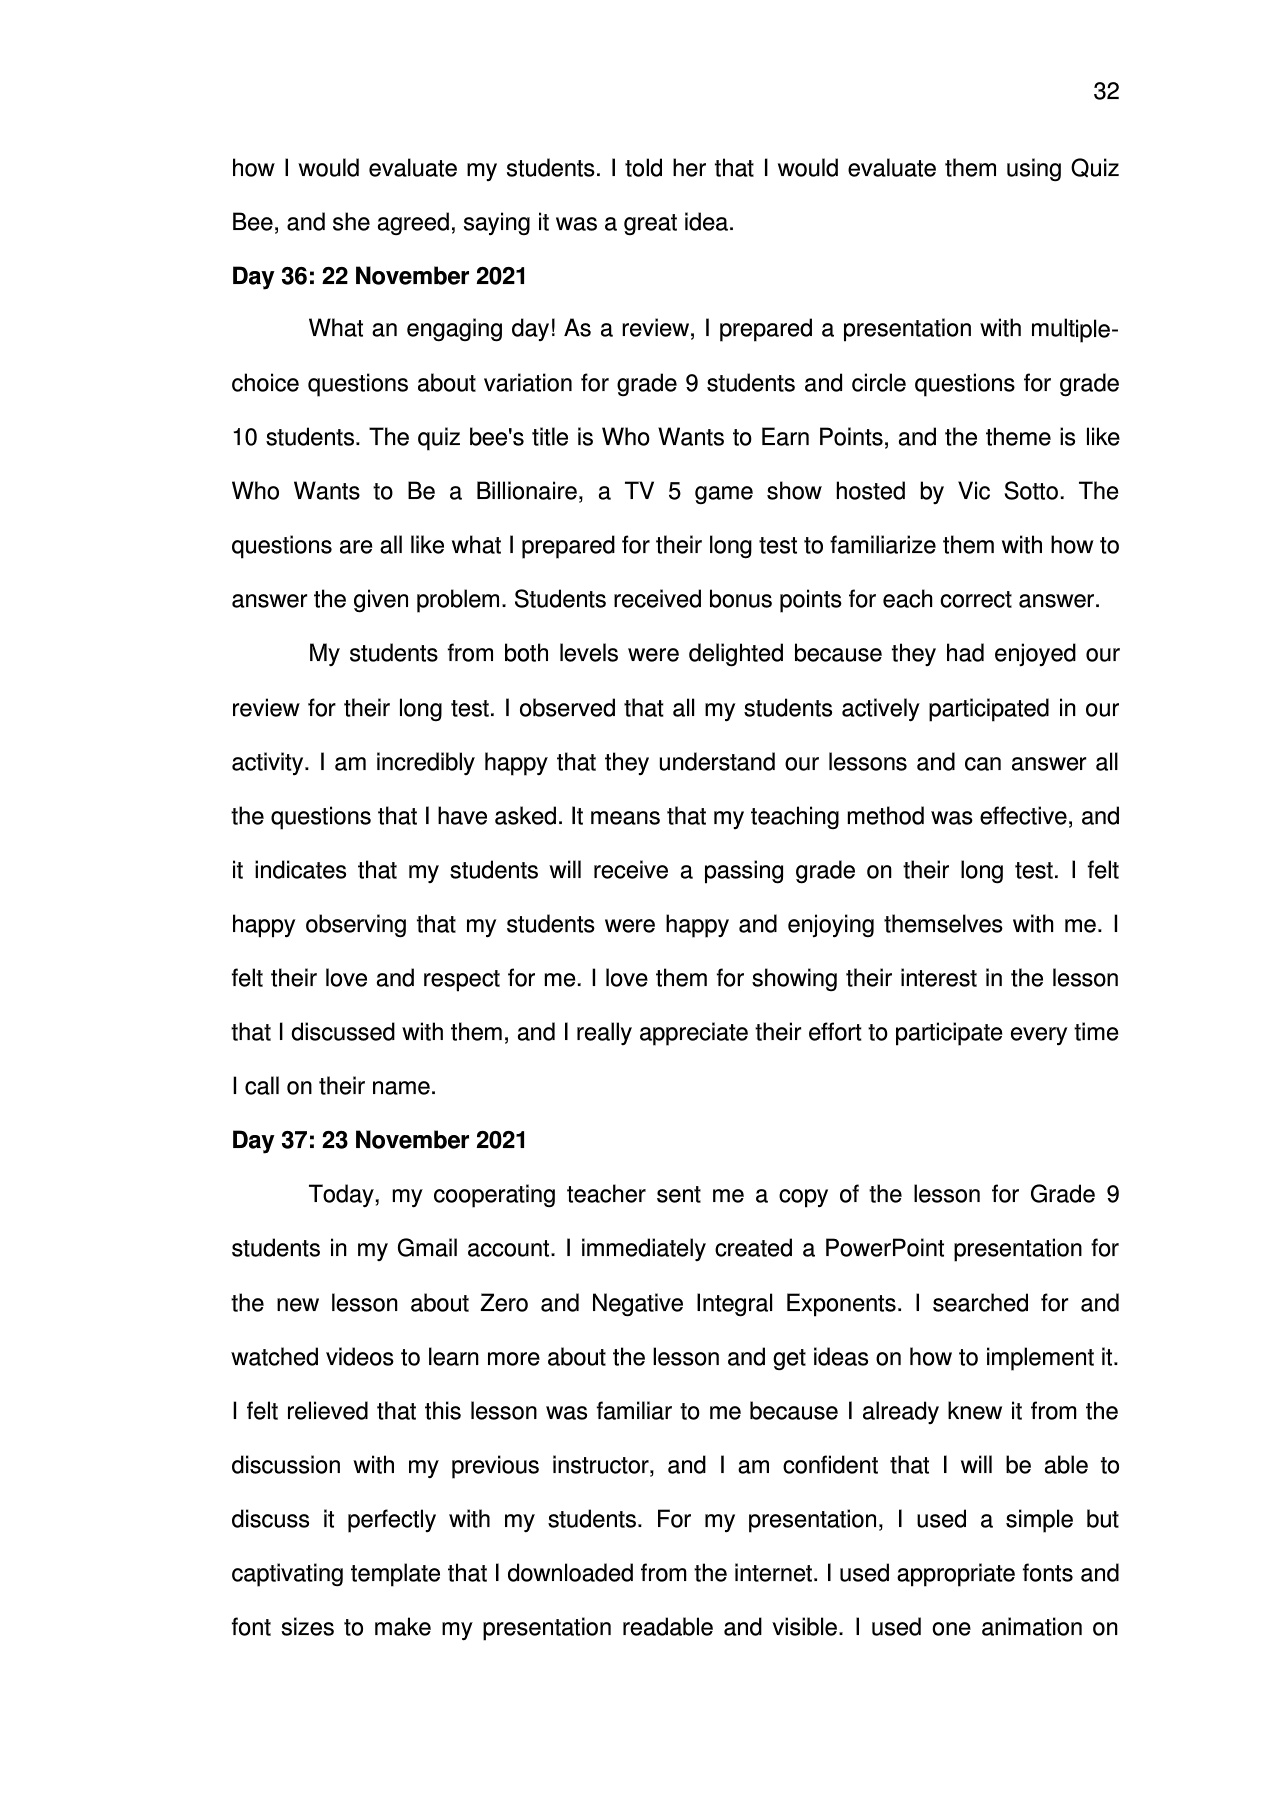 32
how I would evaluate my students. I told her that I would evaluate them using Quiz
Bee, and she agreed, saying it was a great idea.
Day 36: 22 November 2021
What an engaging day! As a review, I prepared a presentation with multiple-
choice questions about variation for grade 9 students and circle questions for grade
10 students. The quiz bee's title is Who Wants to Earn Points, and the theme is like
Who Wants to Be a Billionaire, a TV 5 game show hosted by Vic Sotto. The
questions are all like what I prepared for their long test to familiarize them with how to
answer the given problem. Students received bonus points for each correct answer.
My students from both levels were delighted because they had enjoyed our
review for their long test. I observed that all my students actively participated in our
activity. I am incredibly happy that they understand our lessons and can answer all
the questions that I have asked. It means that my teaching method was effective, and
it indicates that my students will receive a passing grade on their long test. I felt
happy observing that my students were happy and enjoying themselves with me. I
felt their love and respect for me. I love them for showing their interest in the lesson
that I discussed with them, and I really appreciate their effort to participate every time
I call on their name.
Day 37: 23 November 2021
Today, my cooperating teacher sent me a copy of the lesson for Grade 9
students in my Gmail account. I immediately created a PowerPoint presentation for
the new lesson about Zero and Negative Integral Exponents. I searched for and
watched videos to learn more about the lesson and get ideas on how to implement it.
I felt relieved that this lesson was familiar to me because I already knew it from the
discussion with my previous instructor, and I am confident that I will be able to
discuss it perfectly with my students. For my presentation, I used a simple but
captivating template that I downloaded from the internet. I used appropriate fonts and
font sizes to make my presentation readable and visible. I used one animation on